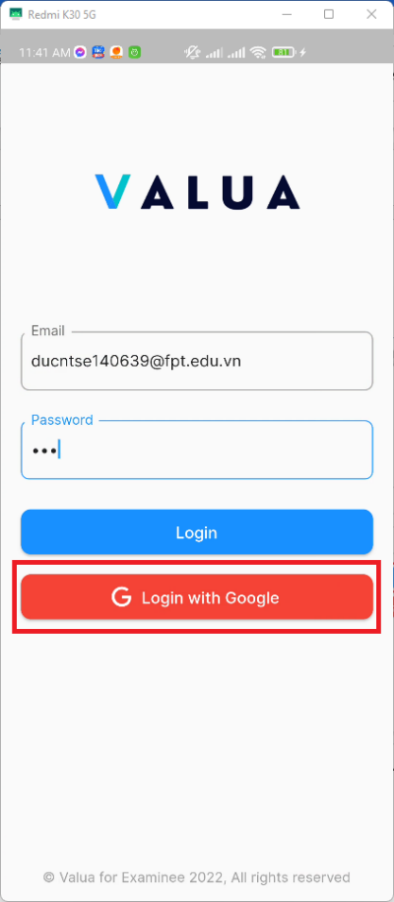 Redmi K30 5G
11:41 AM
81
VALUA
Email
ducntse140639@fpt.edu.vn
Password
Login
G Login with Google
© Valua for Examinee 2022, All rights reserved